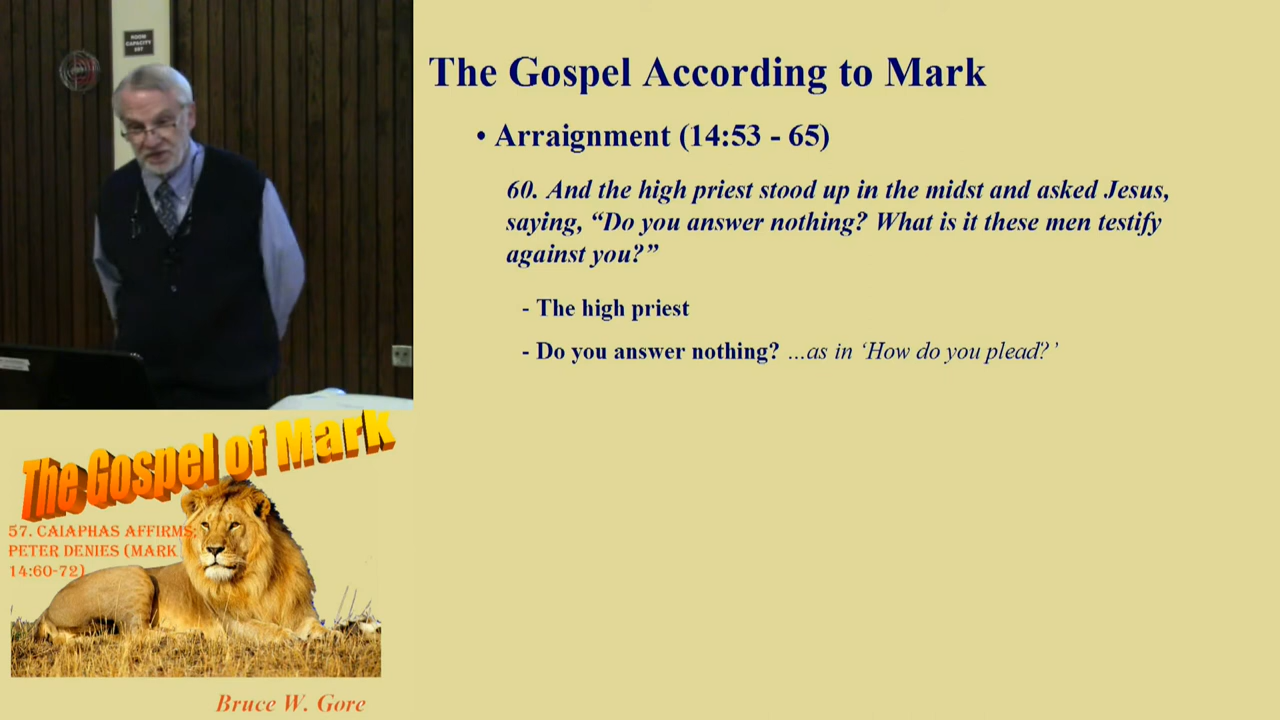 ROOM
CAPACITY
The Gospel According to Mark
• Arraignment (14:53 - 65)
60. And the high priest stood up in the midst and asked Jesus,
saying, “Do you answer nothing? What is it these men testify
against you?”
- The high priest
- Do you answer nothing? ...as in ‘How do you plead?’
The Gospel of Mark
57. Caiaphas Affirms;
Peter Denies (Mark
14:60-72)
Bruce W. Gore